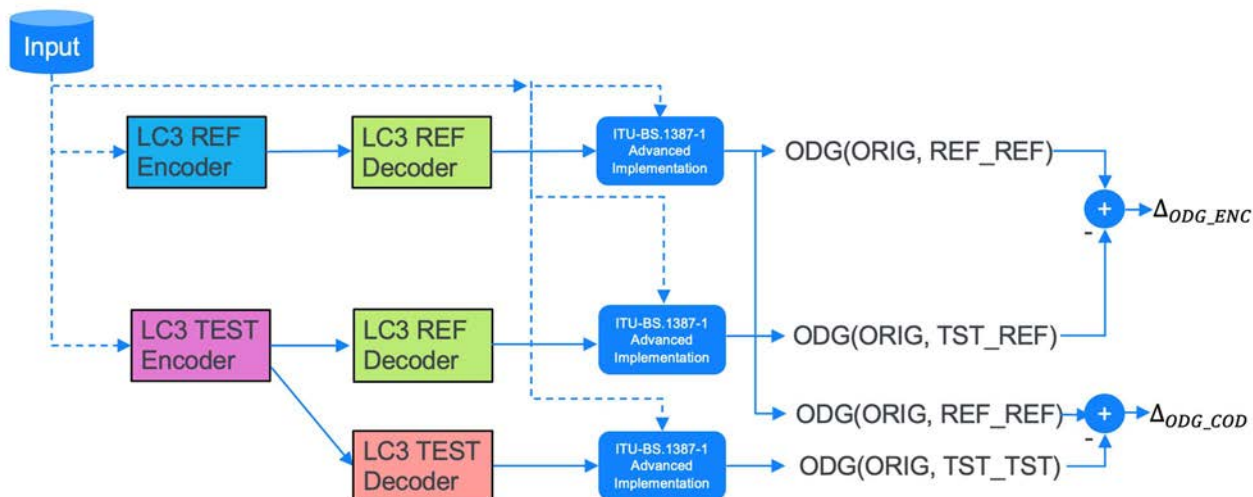 Input
LC3 REF
Encoder
LC3 REF
Decoder
ITU-BS.1387-1
Advanced
Implementation
ODG(ORIG, REF_REF)
+
-
Δ_ODG_ENC
LC3 TEST
Encoder
LC3 REF
Decoder
ITU-BS.1387-1
Advanced
Implementation
ODG(ORIG, TST_REF)
ODG(ORIG, REF_REF)
+
-
Δ_ODG_COD
LC3 TEST
Decoder
ITU-BS.1387-1
Advanced
Implementation
ODG(ORIG, TST_TST)